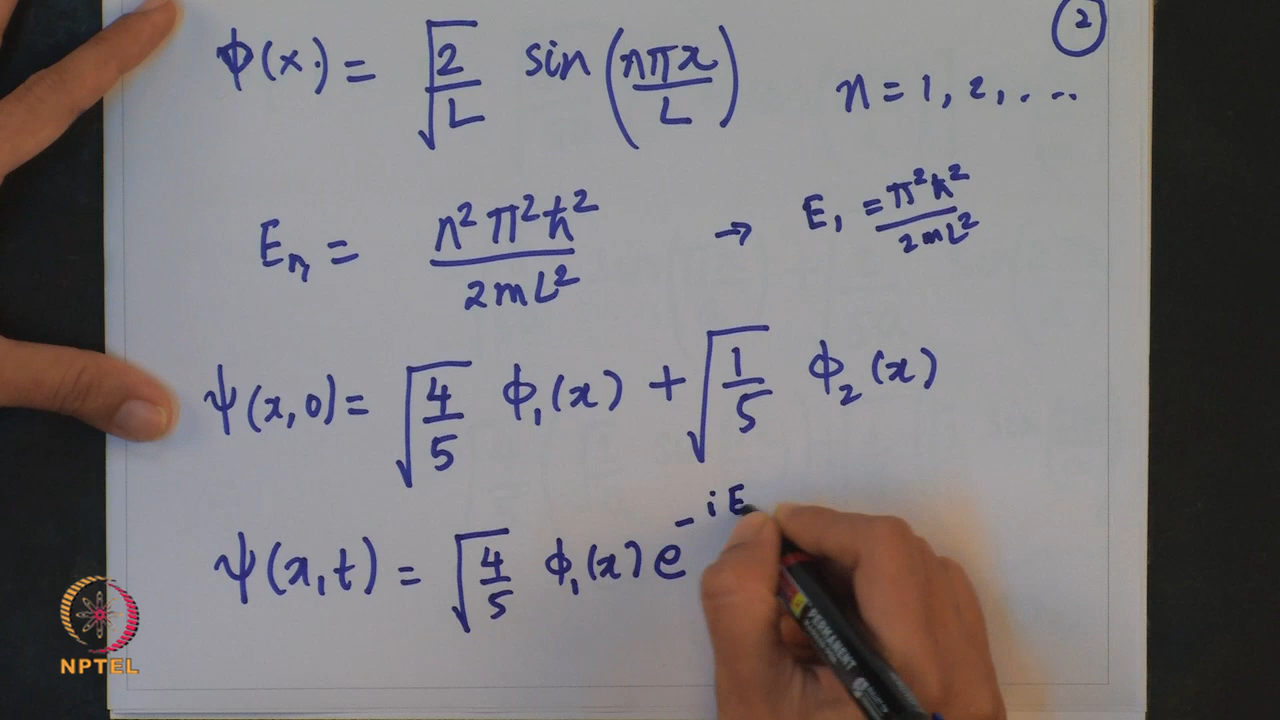 2
ϕ(x) = √(2/L) sin(nπx/L) n = 1, 2, ...
Eₙ = n²π²ħ²/2mL² → E₁ = π²ħ²/2mL²
ψ(x,0) = √(4/5) ϕ₁(x) + √(1/5) ϕ₂(x)
ψ(x,t) = √(4/5) ϕ₁(x) e^-iE
NPTEL
PERMANENT